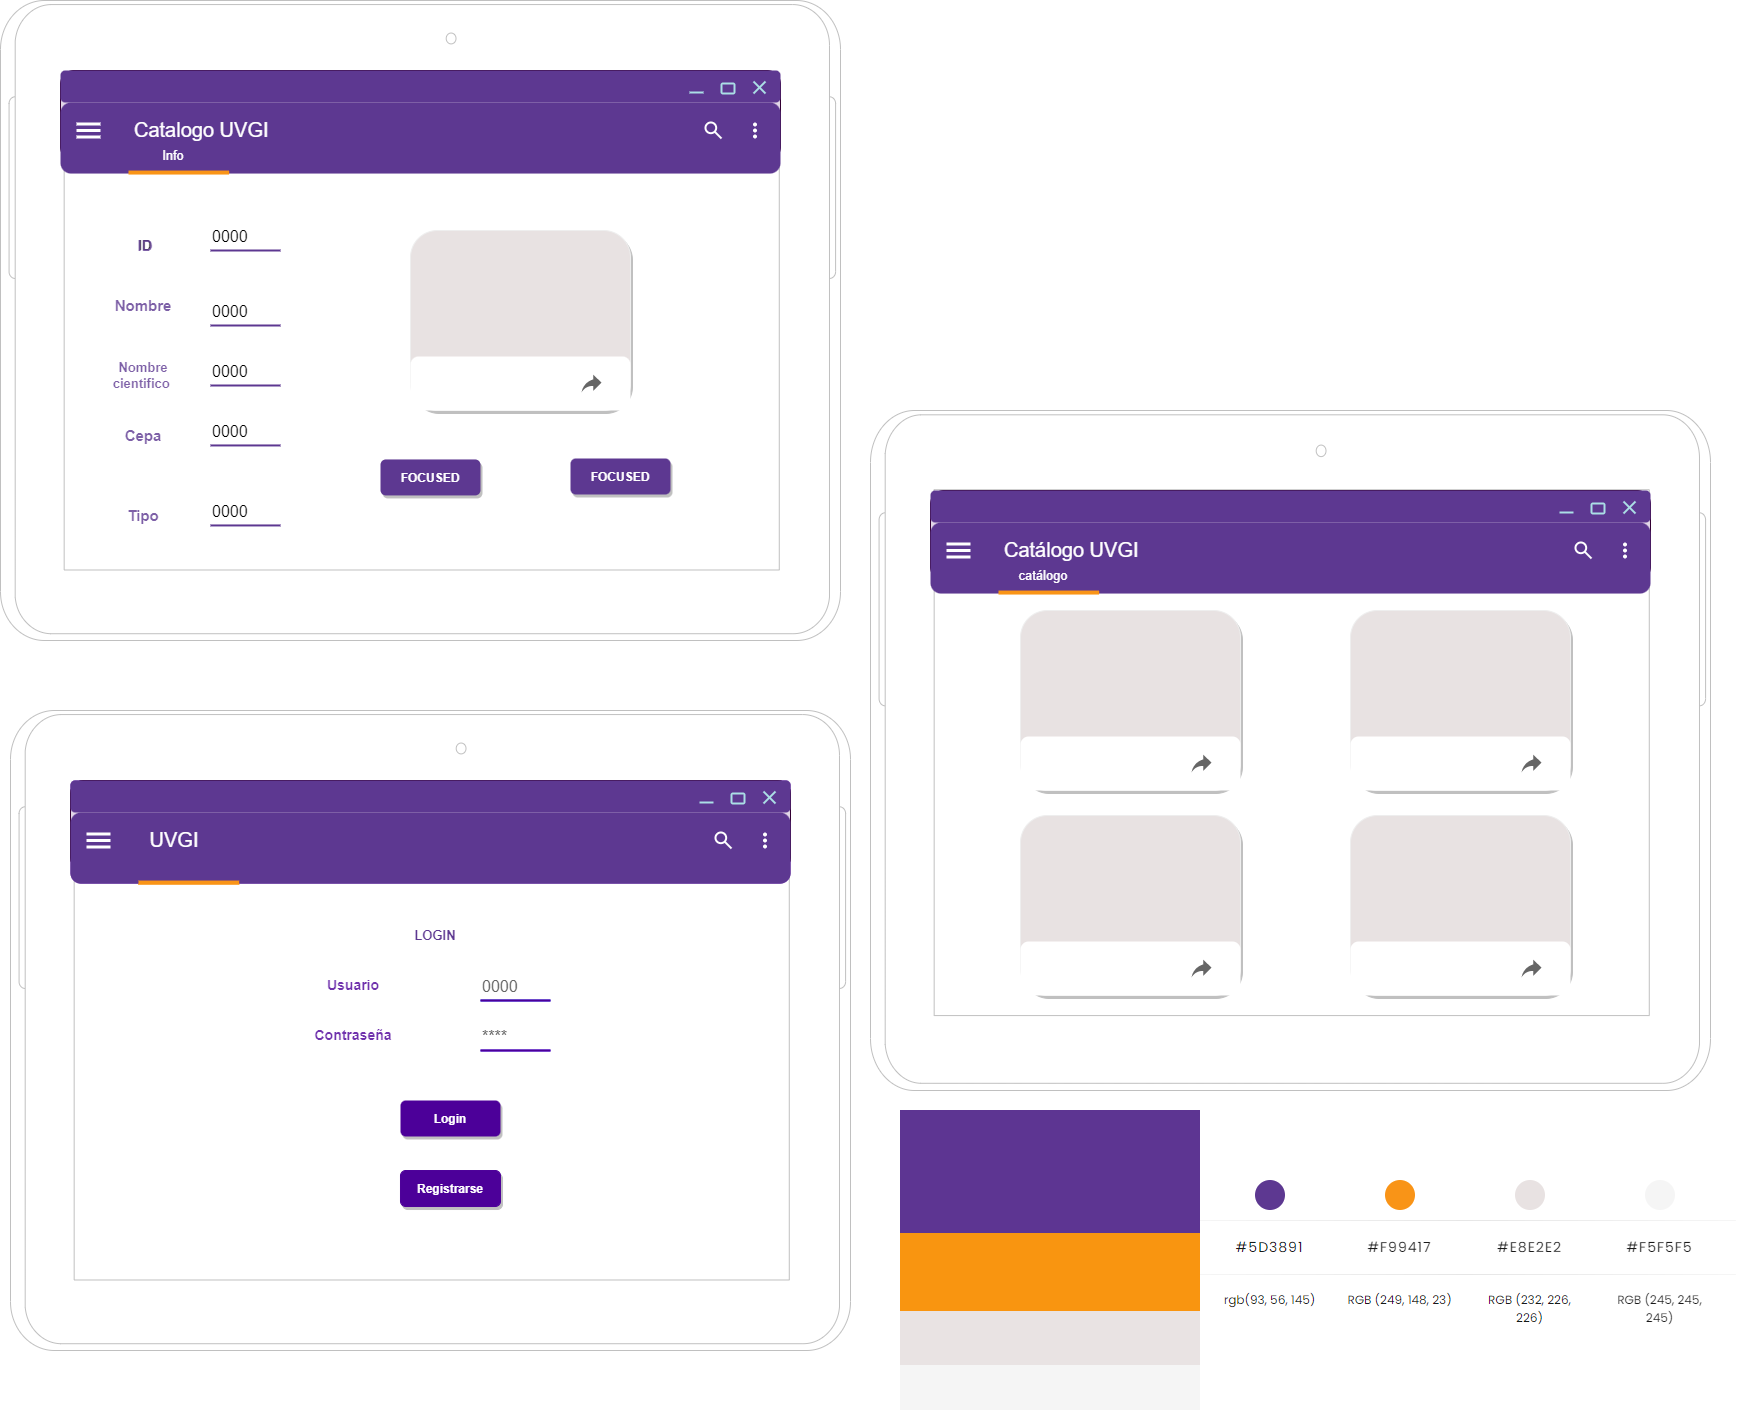 Catalogo UVGI
Info
ID
0000
Nombre
0000
Nombre
cientifico
0000
Cepa
0000
Tipo
0000
FOCUSED
FOCUSED
Catálogo UVGI
catálogo
UVGI
LOGIN
Usuario
0000
Contraseña
****
Login
Registrarse
#5D3891
#F99417
#E8E2E2
#F5F5F5
rgb(93, 56, 145)
RGB (249, 148, 23)
RGB (232, 226,
226)
RGB (245, 245,
245)